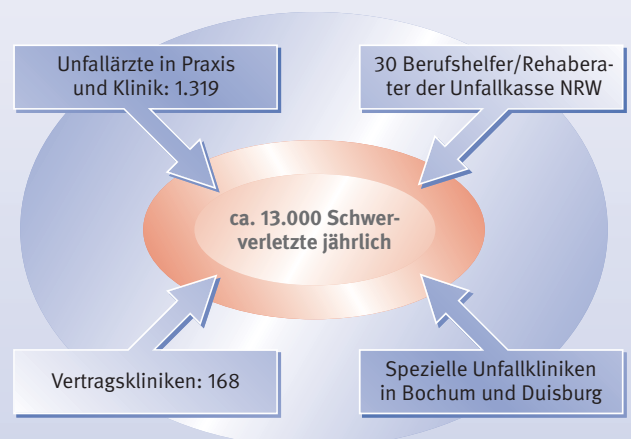 Unfallärzte in Praxis
und Klinik: 1.319
30 Berufshelfer/Rehabera-
ter der Unfallkasse NRW
ca. 13.000 Schwer-
verletzte jährlich
Vertragskliniken: 168
Spezielle Unfallkliniken
in Bochum und Duisburg